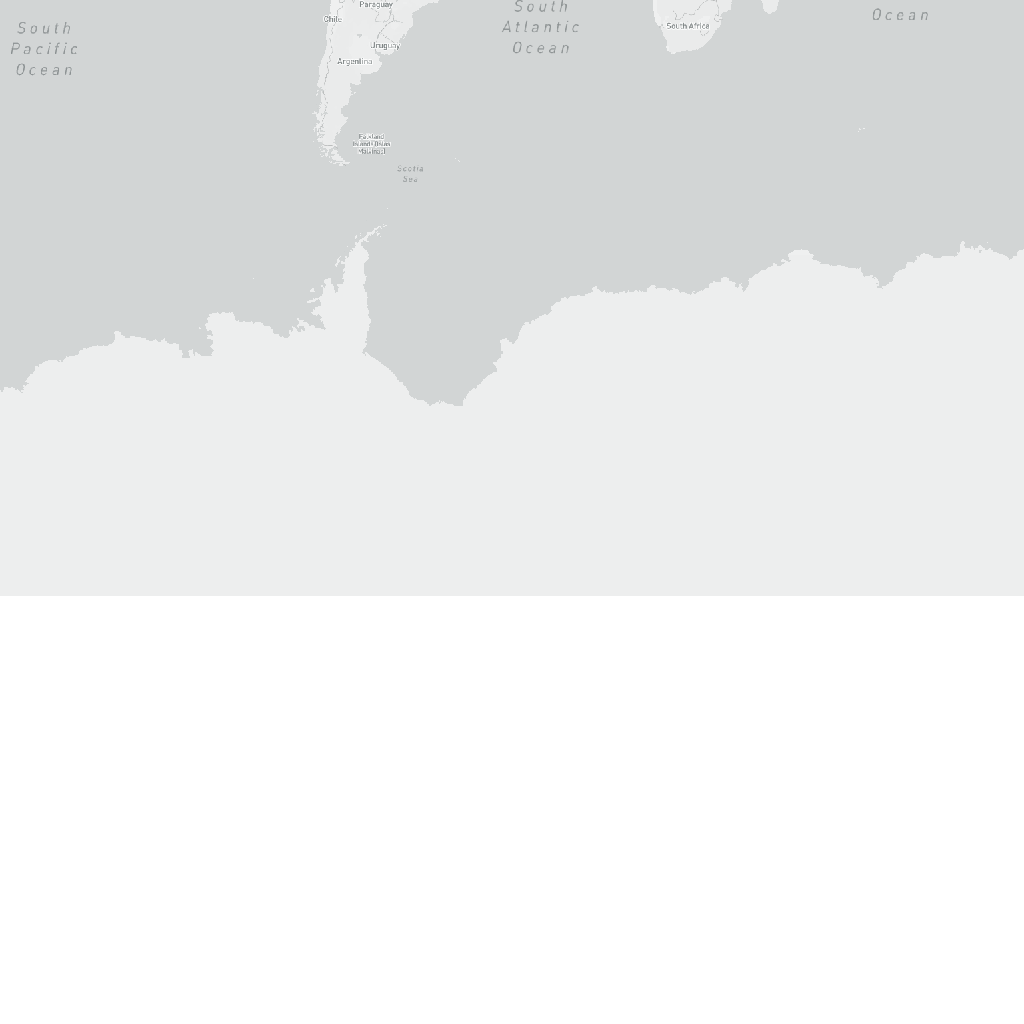 South
Pacific
Ocean
Paraguay
Chile
Uruguay
Argentina
South
Atlantic
Ocean
South Africa
Ocean
Falkland
Islands (Islas
Malvinas)
Scotia
Sea